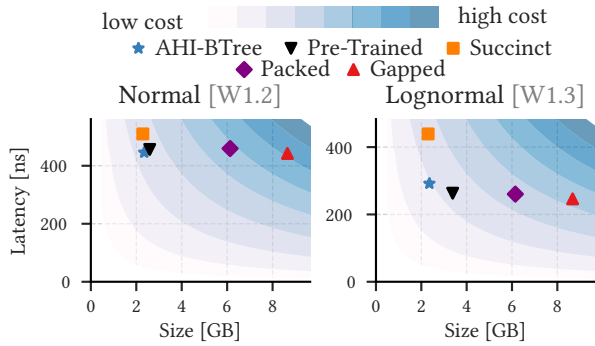 low cost high cost
AHI-BTree Pre-Trained Succinct
Packed Gapped
Normal [W1.2] Lognormal [W1.3]
Latency [ns]
400
200
0
0 2 4 6 8
Size [GB]
400
200
0
0 2 4 6 8
Size [GB]